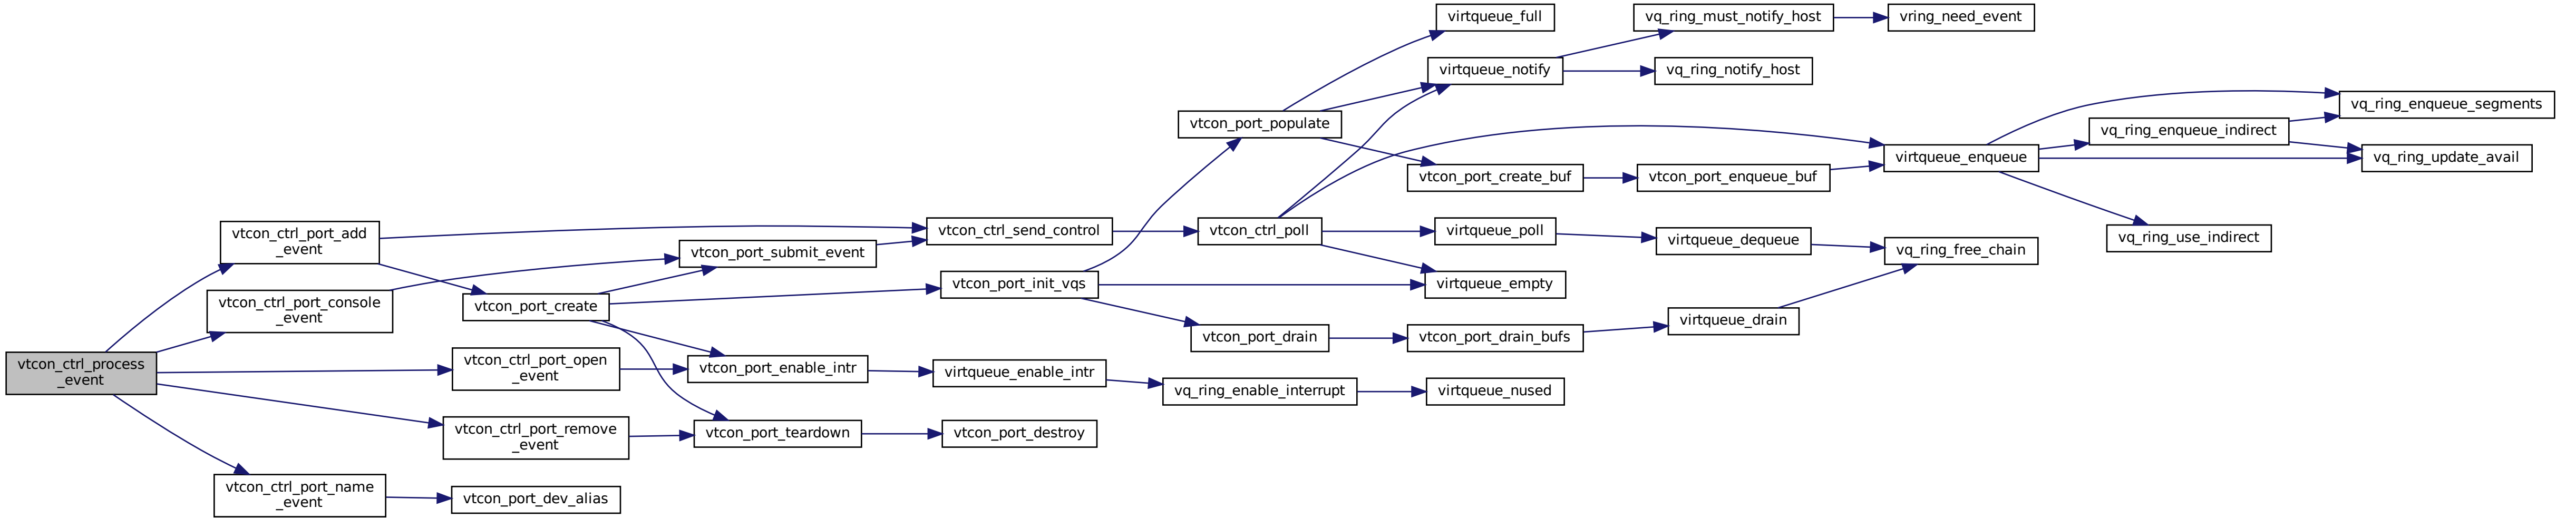 vtcon_ctrl_process
_event
vtcon_ctrl_port_add
_event
vtcon_ctrl_port_console
_event
vtcon_ctrl_port_open
_event
vtcon_ctrl_port_remove
_event
vtcon_ctrl_port_name
_event
vtcon_port_create
vtcon_port_dev_alias
vtcon_port_submit_event
vtcon_port_enable_intr
vtcon_port_teardown
vtcon_ctrl_send_control
vtcon_port_init_vqs
virtqueue_enable_intr
vtcon_port_destroy
vtcon_port_populate
vtcon_ctrl_poll
vtcon_port_drain
vq_ring_enable_interrupt
virtqueue_full
virtqueue_notify
vtcon_port_create_buf
virtqueue_poll
virtqueue_empty
vtcon_port_drain_bufs
virtqueue_nused
vq_ring_must_notify_host
vq_ring_notify_host
vtcon_port_enqueue_buf
virtqueue_dequeue
virtqueue_drain
vring_need_event
virtqueue_enqueue
vq_ring_free_chain
vq_ring_enqueue_indirect
vq_ring_use_indirect
vq_ring_enqueue_segments
vq_ring_update_avail